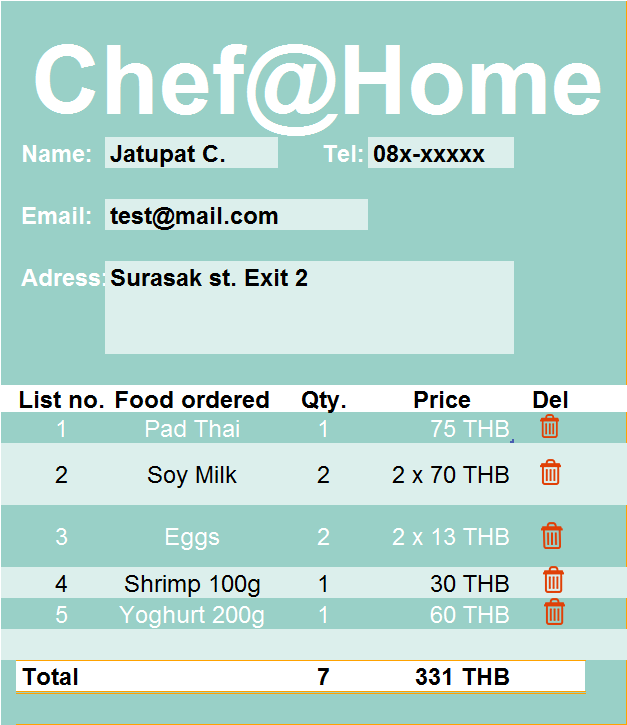 Chef@Home
Name: Jatupat C. Tel: 08x-xxxxx
Email: test@mail.com
Adress: Surasak st. Exit 2
List no. Food ordered Qty. Price Del
1 Pad Thai 1 75 THB
2 Soy Milk 2 2 x 70 THB
3 Eggs 2 2 x 13 THB
4 Shrimp 100g 1 30 THB
5 Yoghurt 200g 1 60 THB
Total 7 331 THB